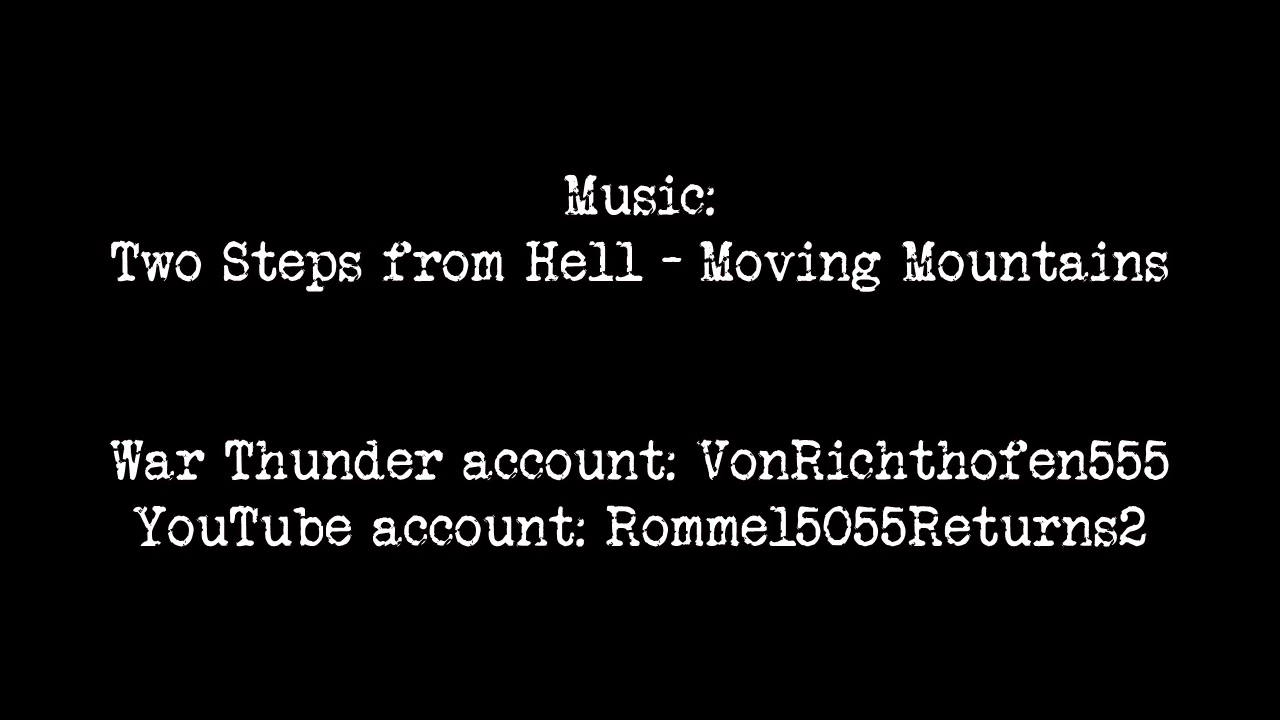 Music:
Two Steps from Hell - Moving Mountains
War Thunder account: VonRichthofen555
YouTube account: Rommel5055Returns2